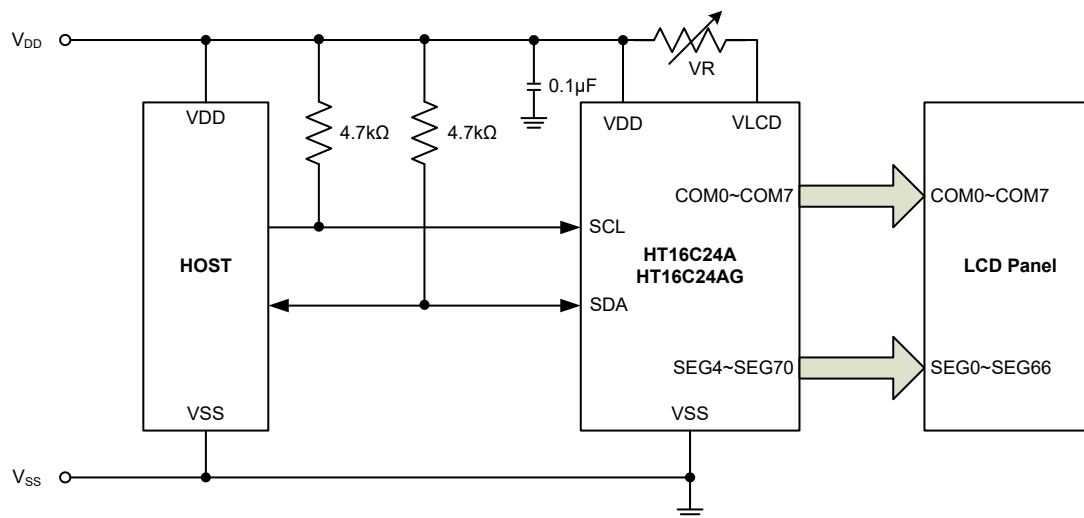 VDD
VR
0.1µF
VDD
4.7kΩ
4.7kΩ
VDD
VLCD
COM0~COM7
COM0~COM7
SCL
HOST
HT16C24A
HT16C24AG
LCD Panel
SDA
SEG4~SEG70
SEG0~SEG66
VSS
VSS
VSS